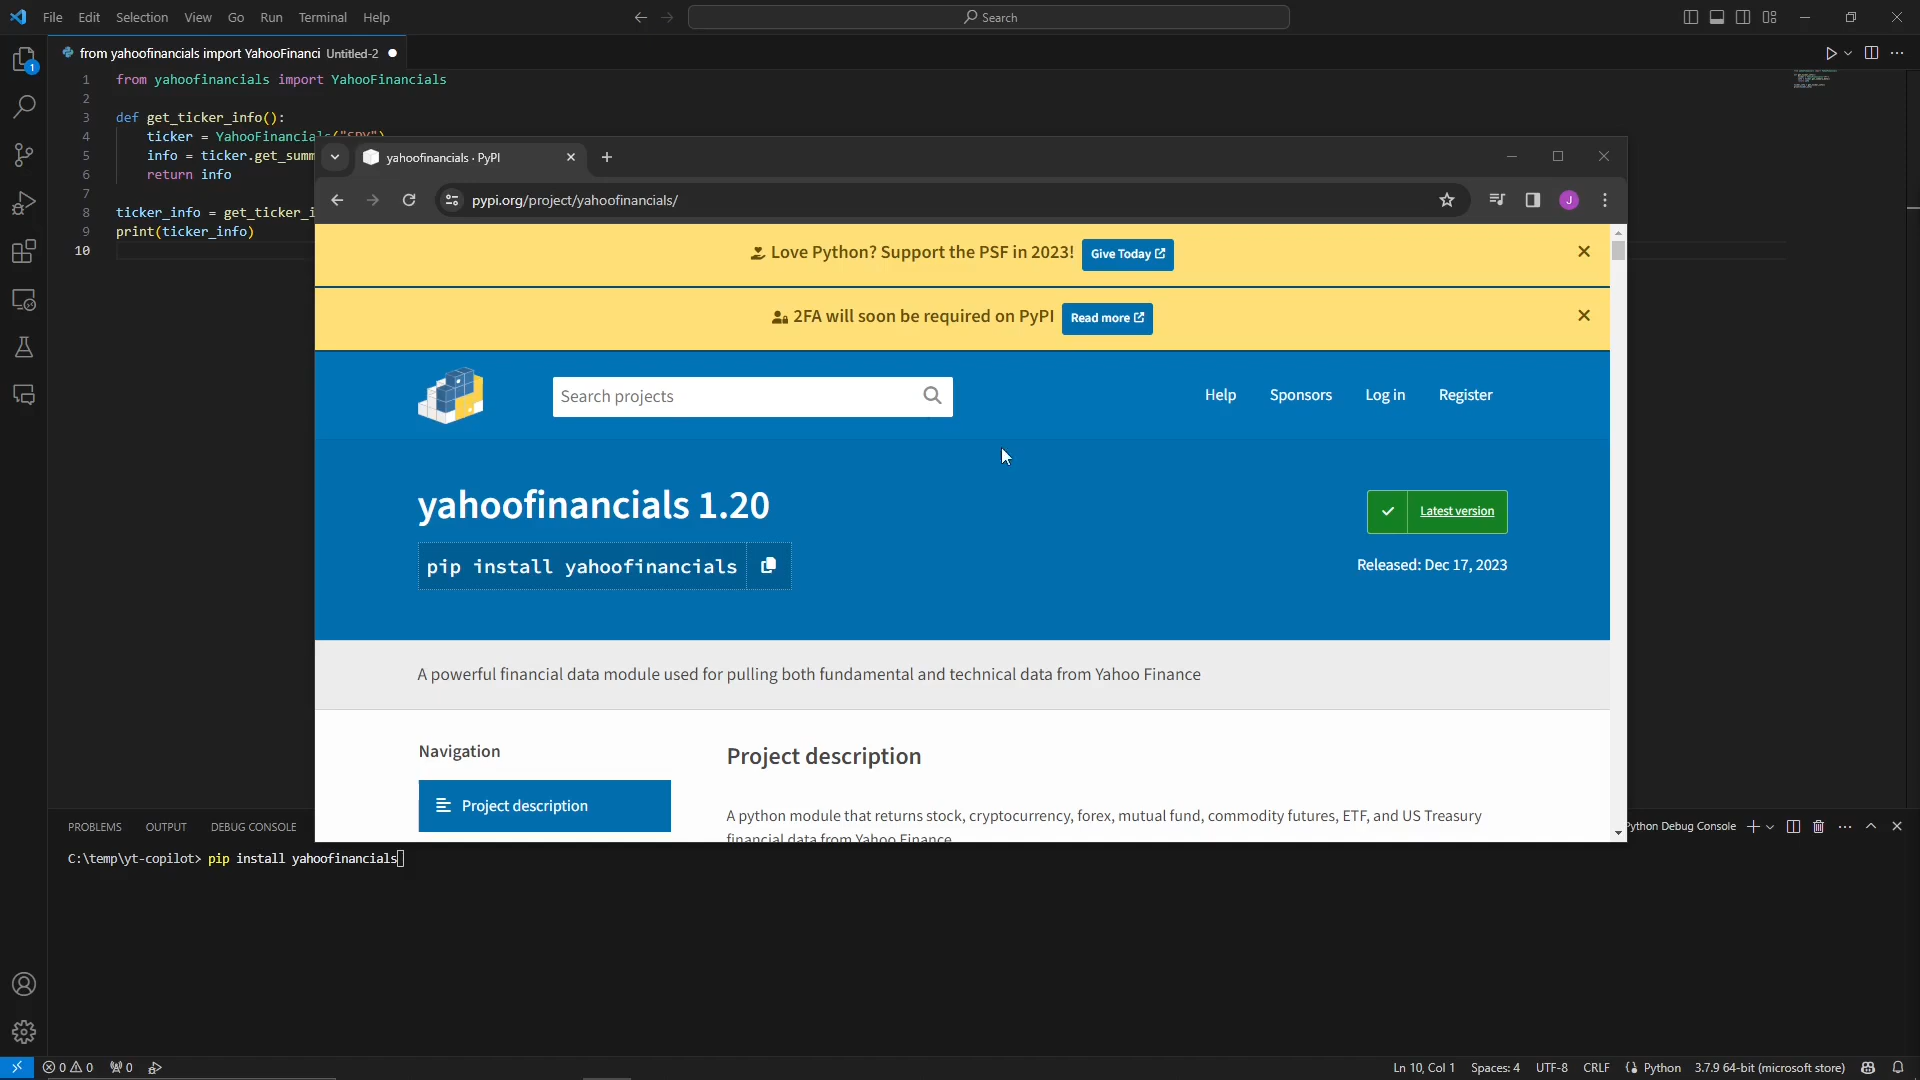 File Edit Selection View Go Run Terminal Help
Search
from yahoofinancials import YahooFinanci Untitled-2
1 from yahoofinancials import YahooFinancials
2
3 def get_ticker_info():
4 ticker = YahooFinancials("SPY")
5 info = ticker.get_summ
6 return info
7
8 ticker_info = get_ticker_i
9 print(ticker_info)
10
1
yahoofinancials · PyPI
pypi.org/project/yahoofinancials/
J
Love Python? Support the PSF in 2023! Give Today
2FA will soon be required on PyPI Read more
Search projects
Help Sponsors Log in Register
yahoofinancials 1.20
Latest version
pip install yahoofinancials
Released: Dec 17, 2023
A powerful financial data module used for pulling both fundamental and technical data from Yahoo Finance
Navigation
Project description
Project description
A python module that returns stock, cryptocurrency, forex, mutual fund, commodity futures, ETF, and US Treasury
financial data from Yahoo Finance
PROBLEMS OUTPUT DEBUG CONSOLE
Python Debug Console
C:\temp\yt-copilot> pip install yahoofinancials
0 0 0
Ln 10, Col 1 Spaces: 4 UTF-8 CRLF Python 3.7.9 64-bit (microsoft store)